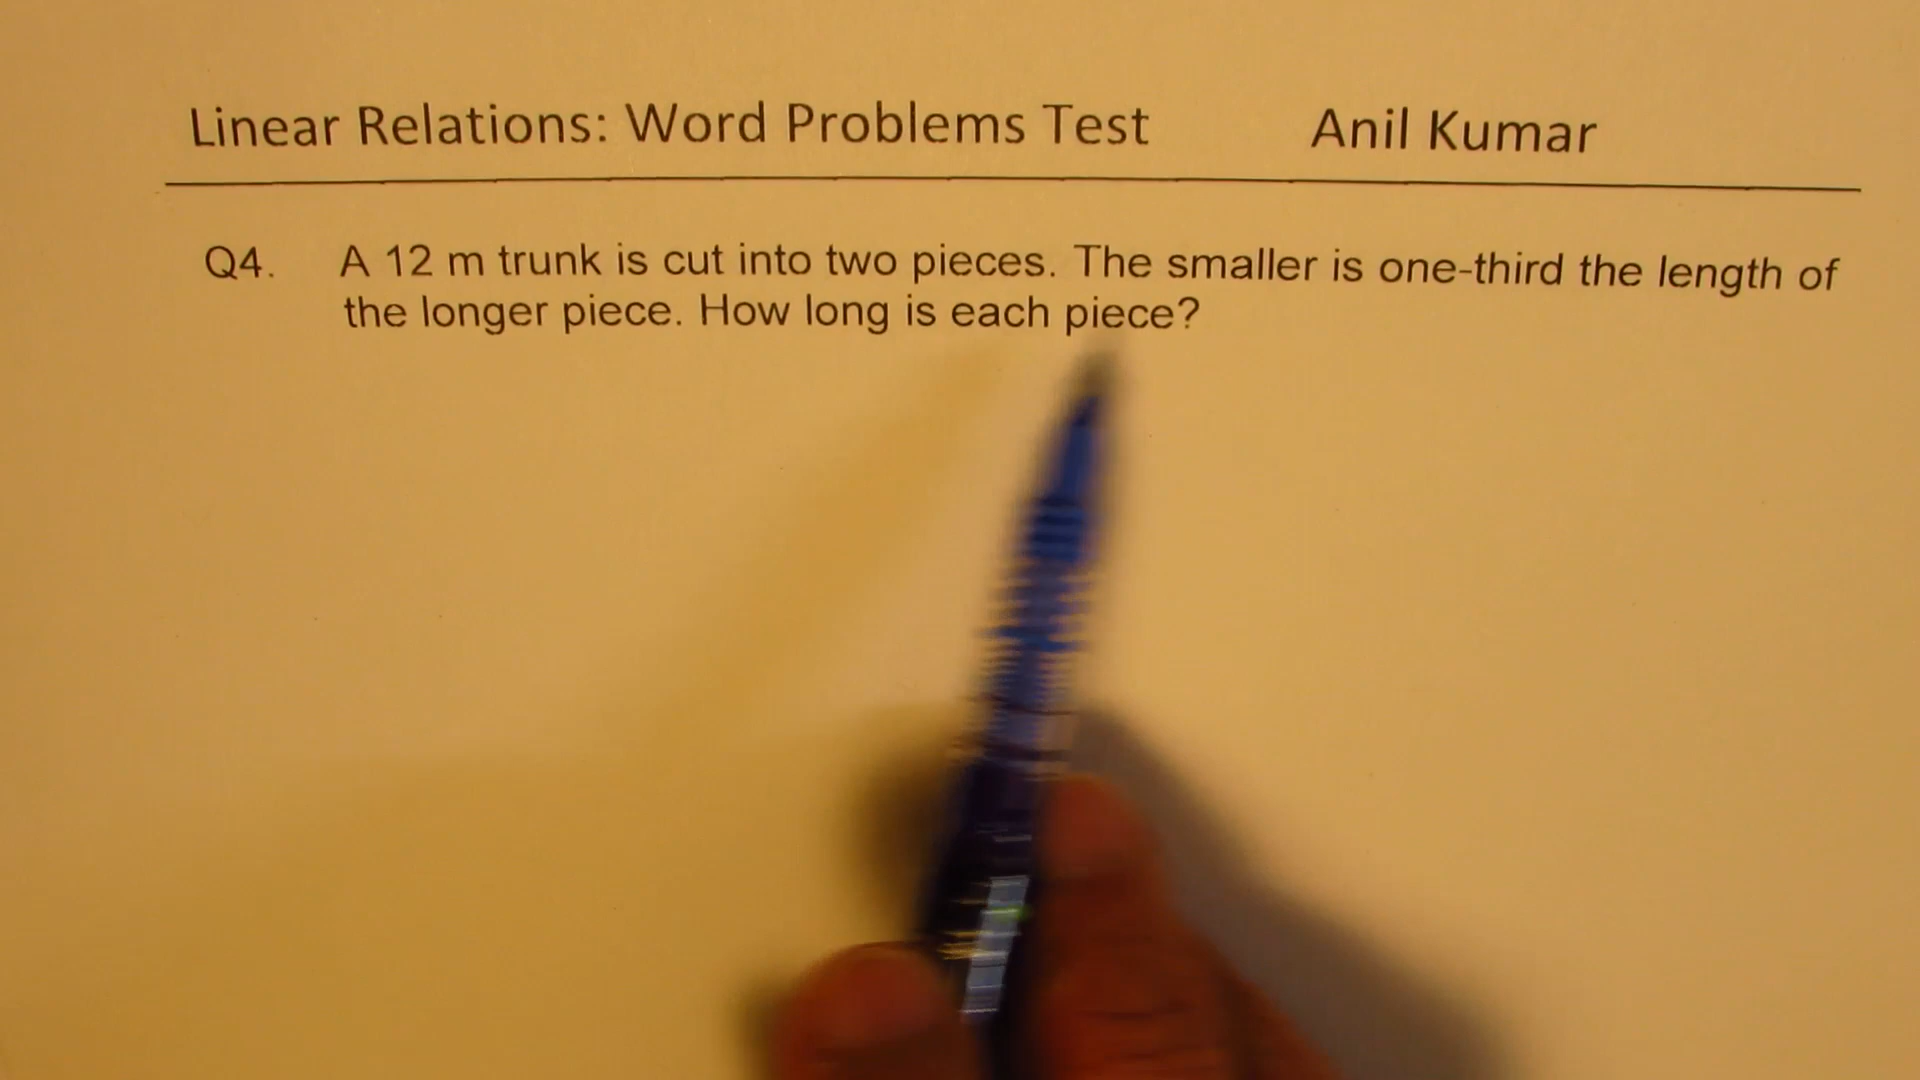 Linear Relations: Word Problems Test Anil Kumar
Q4. A 12 m trunk is cut into two pieces. The smaller is one-third the length of
the longer piece. How long is each piece?